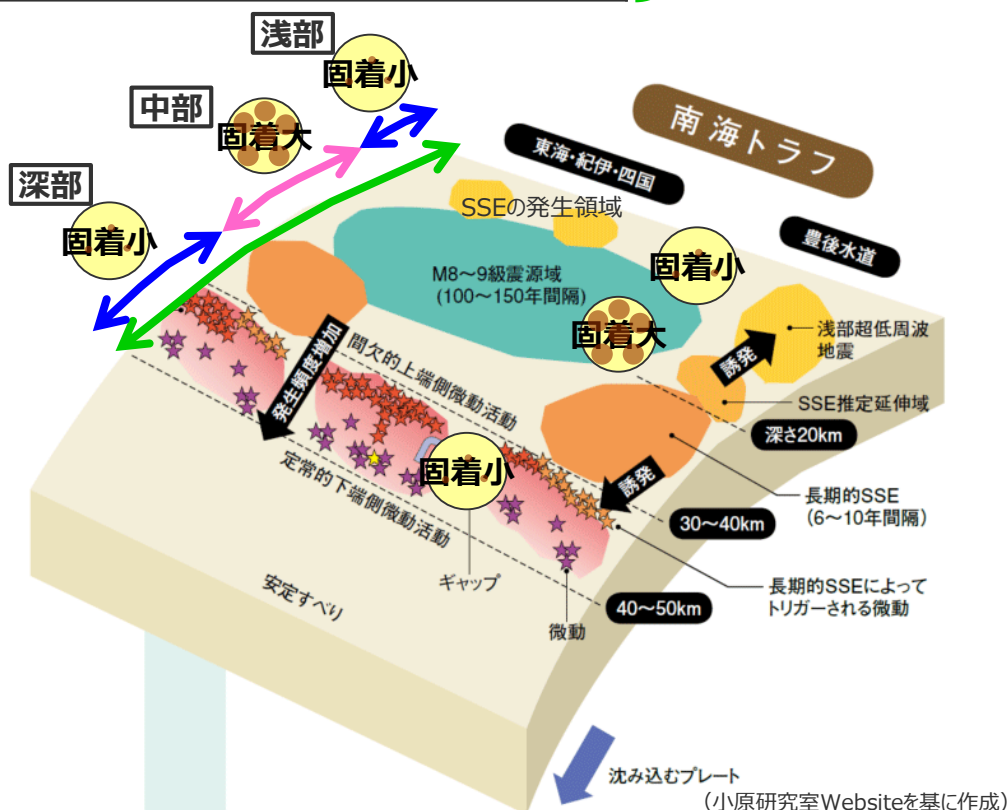 浅部
固着小
中部
固着大
深部
固着小
南海トラフ
東海・紀伊・四国
豊後水道
SSEの発生領域
M8～9級震源域
(100～150年間隔)
固着小
固着大
浅部超低周波
地震
誘発
SSE推定延伸域
深さ20km
発生頻度増加
間欠的上端側微動活動
定常的下端側微動活動
固着小
誘発
長期的SSE
(6～10年間隔)
30～40km
ギャップ
長期的SSEによって
トリガーされる微動
安定すべり
40～50km
微動
沈み込むプレート
（小原研究室Websiteを基に作成）